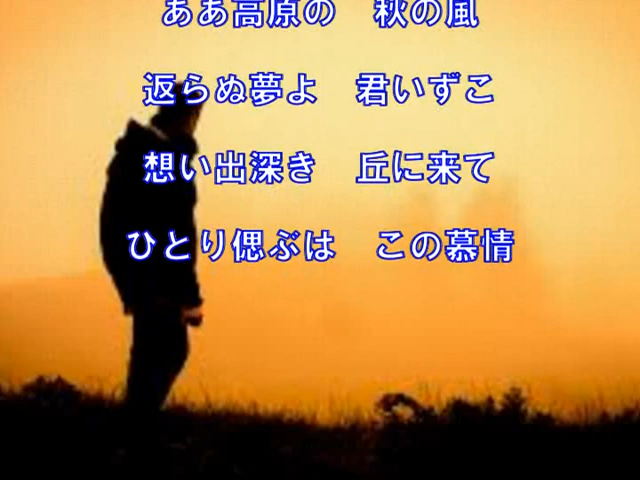 ああ高原の　秋の風
返らぬ夢よ　君いずこ
想い出深き　丘に来て
ひとり偲ぶは　この慕情